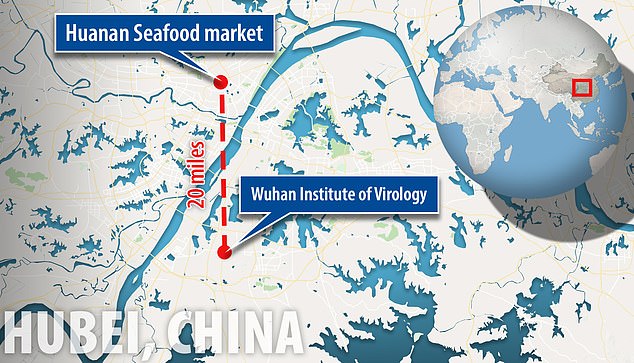 Huanan Seafood market
20 miles
Wuhan Institute of Virology
HUBEI, CHINA